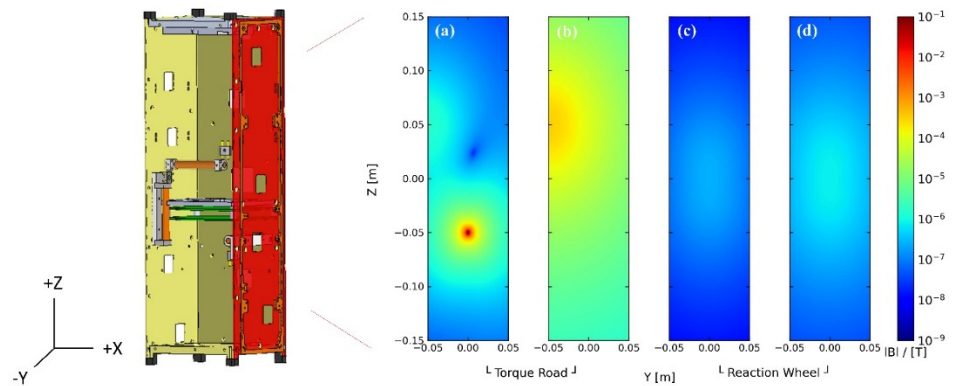 +Z
+X
-Y
(a) (b) (c) (d)
0.15
0.10
0.05
0.00
−0.05
−0.10
−0.15
Z [m]
−0.05 0.00 0.05 −0.05 0.00 0.05 −0.05 0.00 0.05 −0.05 0.00 0.05
└ Torque Road ┘ Y [m] └ Reaction Wheel ┘
10⁻¹
10⁻²
10⁻³
10⁻⁴
10⁻⁵
10⁻⁶
10⁻⁷
10⁻⁸
10⁻⁹
|B| / [T]